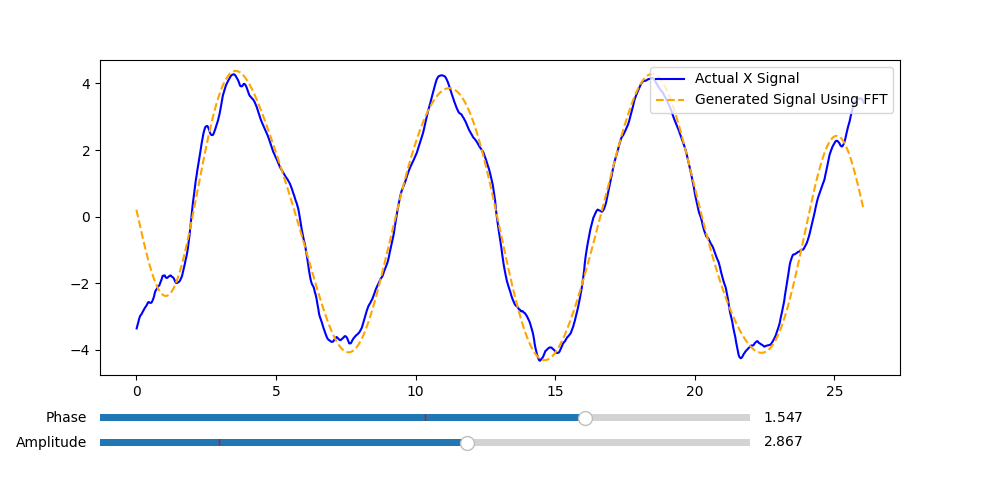 4
2
0
−2
−4
Actual X Signal
Generated Signal Using FFT
0 5 10 15 20 25
Phase 1.547
Amplitude 2.867